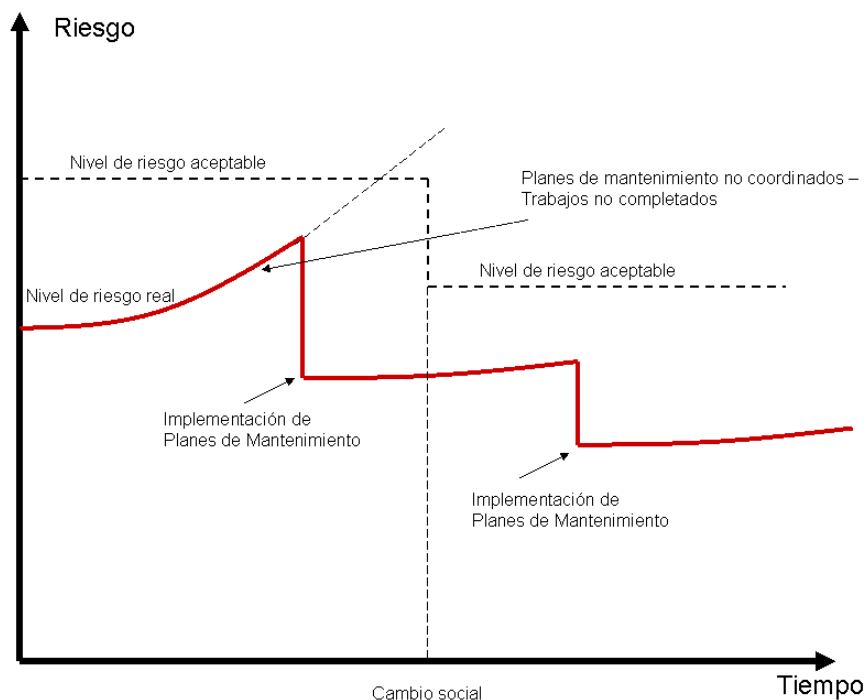 Riesgo
Nivel de riesgo aceptable
Planes de mantenimiento no coordinados –
Trabajos no completados
Nivel de riesgo aceptable
Nivel de riesgo real
Implementación de
Planes de Mantenimiento
Implementación de
Planes de Mantenimiento
Tiempo
Cambio social